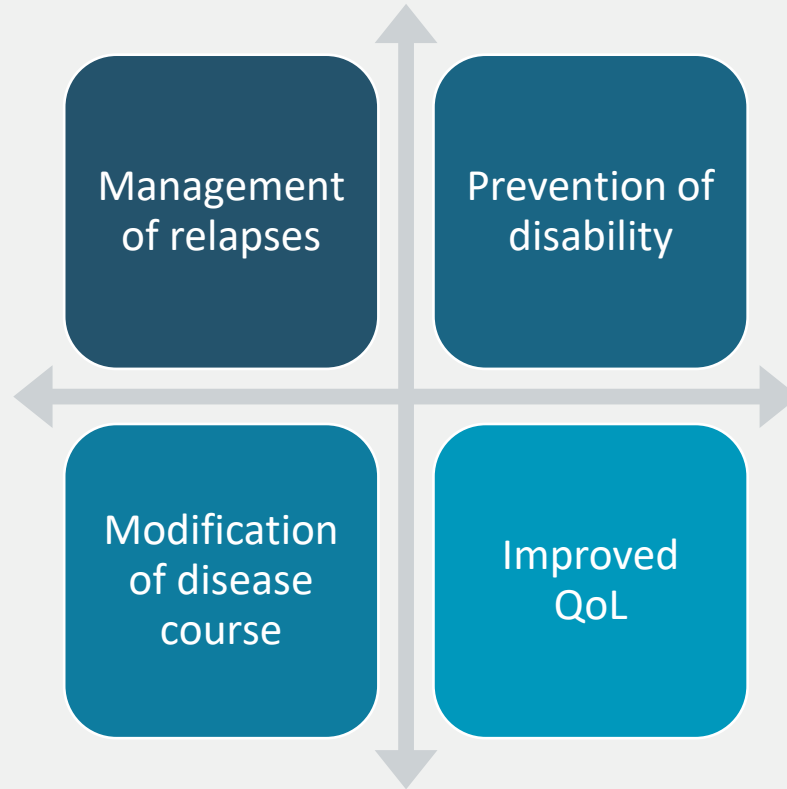 Management
of relapses
Prevention of
disability
Modification
of disease
course
Improved
QoL